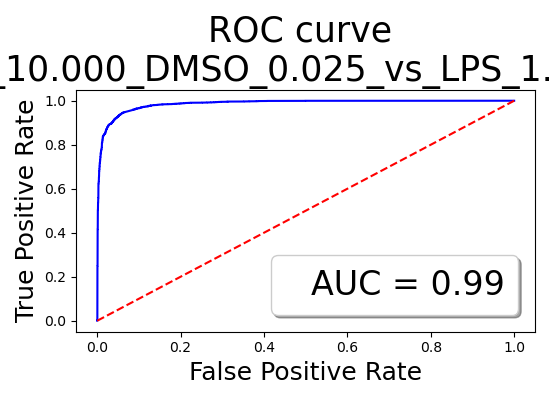 ROC curve
_10.000_DMSO_0.025_vs_LPS_1.
True Positive Rate
1.0
0.8
0.6
0.4
0.2
0.0
AUC = 0.99
0.0 0.2 0.4 0.6 0.8 1.0
False Positive Rate